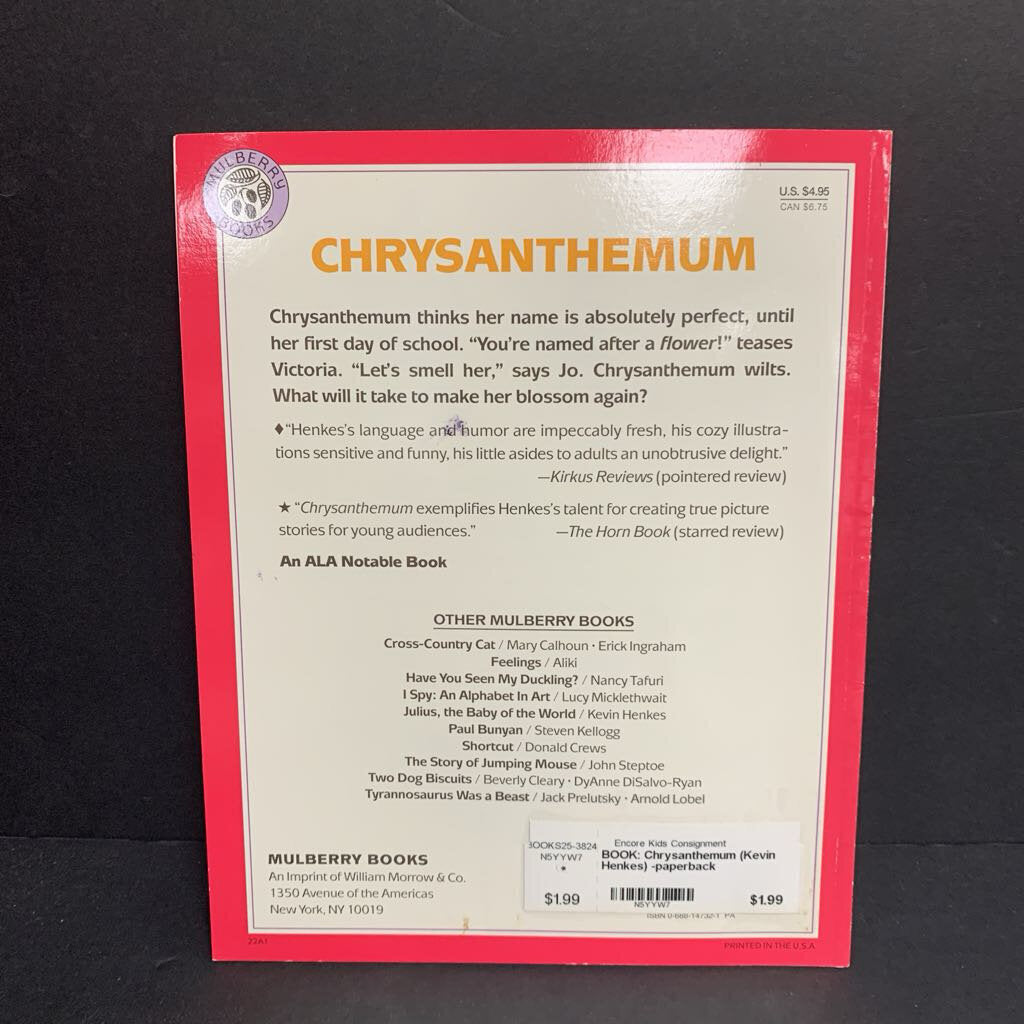 MULBERRY BOOKS
U.S. $4.95
CAN $6.75
CHRYSANTHEMUM
Chrysanthemum thinks her name is absolutely perfect, until
her first day of school. “You’re named after a flower!” teases
Victoria. “Let’s smell her,” says Jo. Chrysanthemum wilts.
What will it take to make her blossom again?
♦“Henkes’s language and humor are impeccably fresh, his cozy illustra-
tions sensitive and funny, his little asides to adults an unobtrusive delight.”
—Kirkus Reviews (pointered review)
★ “Chrysanthemum exemplifies Henkes’s talent for creating true picture
stories for young audiences.” —The Horn Book (starred review)
An ALA Notable Book
OTHER MULBERRY BOOKS
Cross-Country Cat / Mary Calhoun • Erick Ingraham
Feelings / Aliki
Have You Seen My Duckling? / Nancy Tafuri
I Spy: An Alphabet In Art / Lucy Micklethwait
Julius, the Baby of the World / Kevin Henkes
Paul Bunyan / Steven Kellogg
Shortcut / Donald Crews
The Story of Jumping Mouse / John Steptoe
Two Dog Biscuits / Beverly Cleary • DyAnne DiSalvo-Ryan
Tyrannosaurus Was a Beast / Jack Prelutsky • Arnold Lobel
MULBERRY BOOKS
An Imprint of William Morrow & Co.
1350 Avenue of the Americas
New York, NY 10019
BOOKS25-3824
N5YYW7
$1.99
Encore Kids Consignment
BOOK: Chrysanthemum (Kevin
Henkes) -paperback
N5YYW7
$1.99
ISBN 0-688-14732-1 PA
22A1
PRINTED IN THE U.S.A.